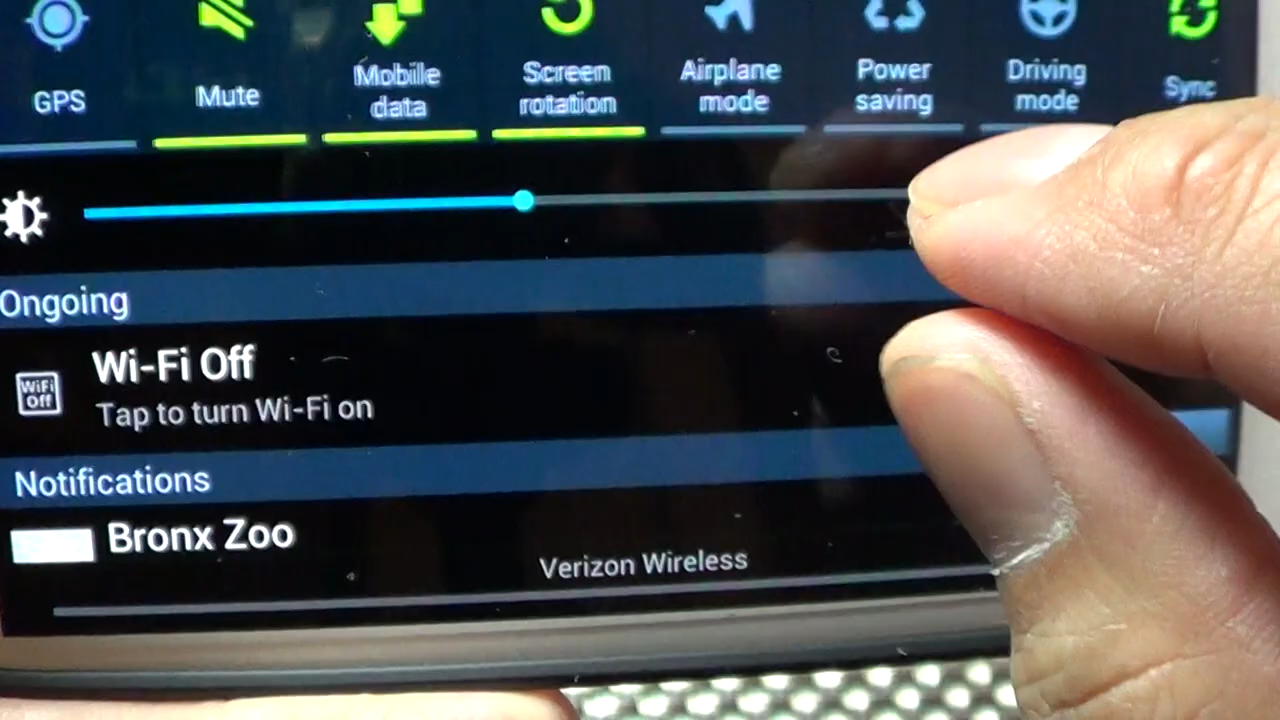 GPS
Mute
Mobile
data
Screen
rotation
Airplane
mode
Power
saving
Driving
mode
Sync
Ongoing
WiFi
Off
Wi-Fi Off
Tap to turn Wi-Fi on
Notifications
Bronx Zoo
Verizon Wireless